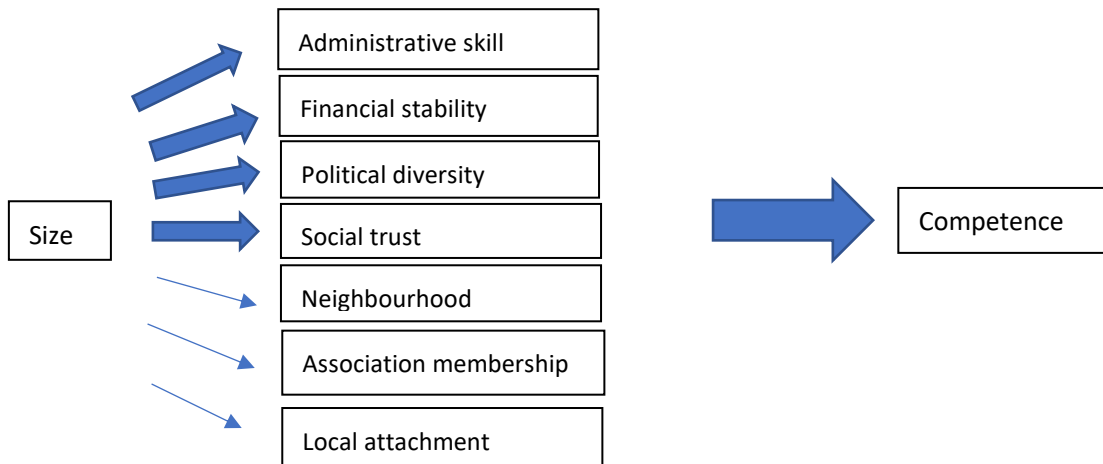 Administrative skill
Financial stability
Political diversity
Size
Social trust
Competence
Neighbourhood
Association membership
Local attachment